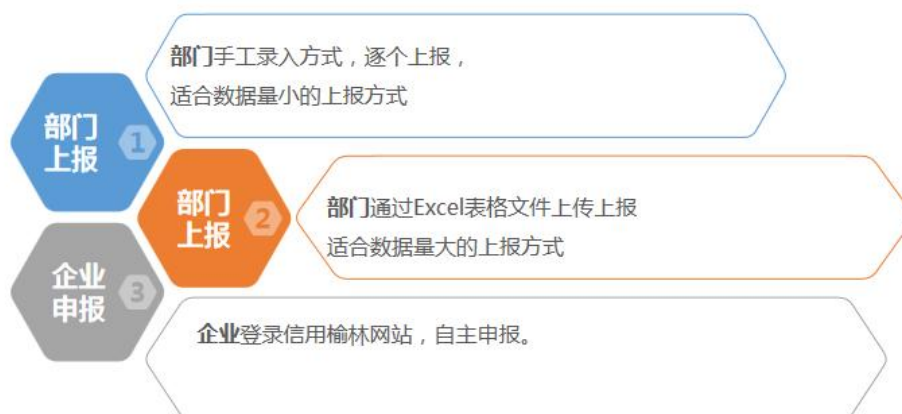 部门手工录入方式，逐个上报，
适合数据量小的上报方式
部门
上报
1
部门
上报
2
部门通过Excel表格文件上传上报
适合数据量大的上报方式
企业
申报
3
企业登录信用榆林网站，自主申报。